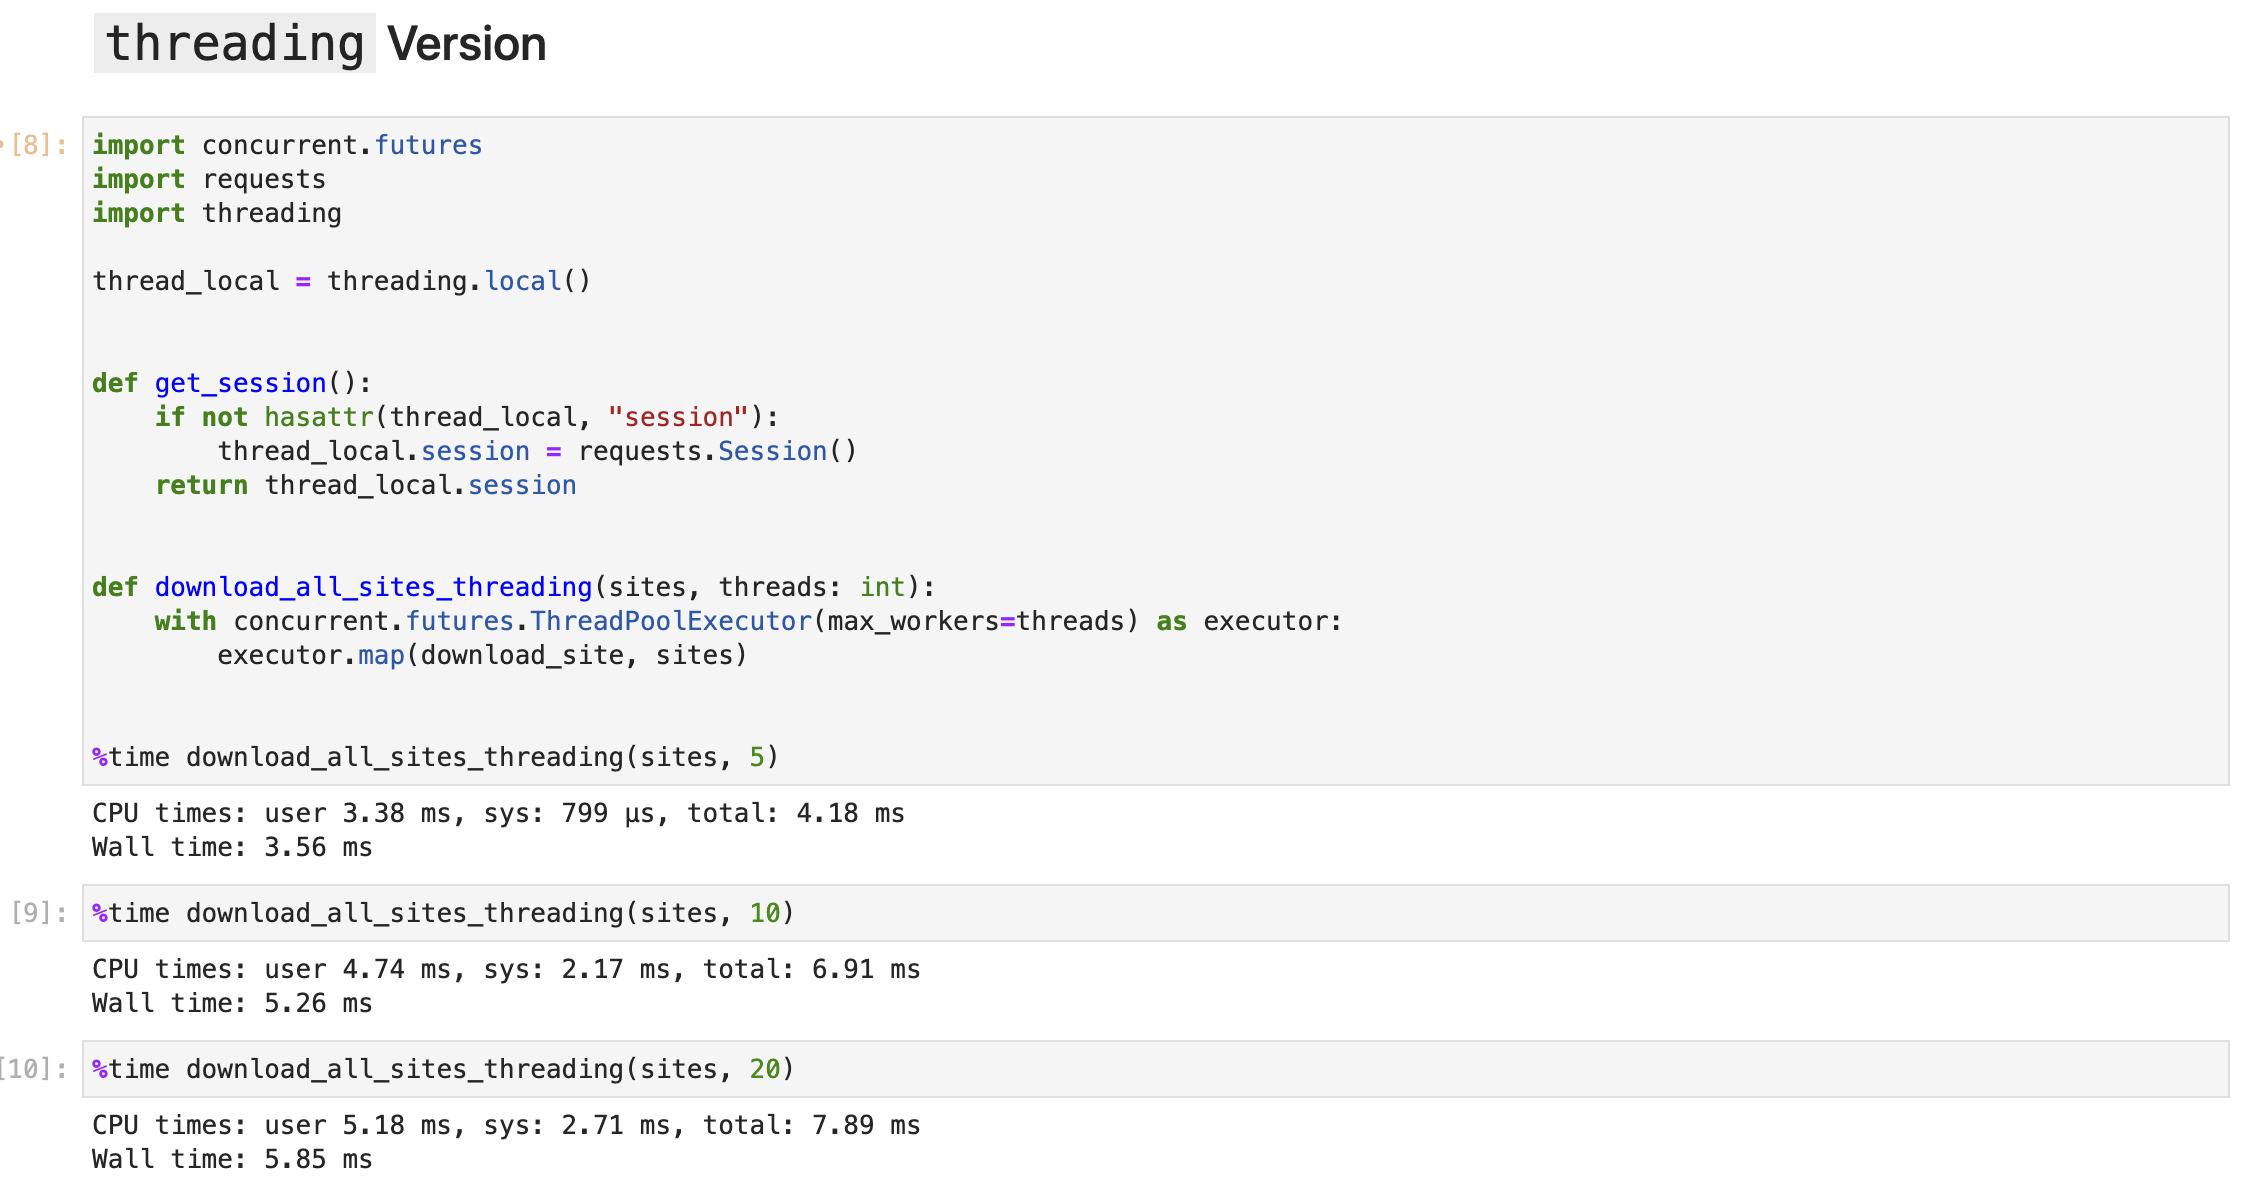 threading Version
[8]:
import concurrent.futures
import requests
import threading
thread_local = threading.local()
def get_session():
    if not hasattr(thread_local, "session"):
        thread_local.session = requests.Session()
    return thread_local.session
def download_all_sites_threading(sites, threads: int):
    with concurrent.futures.ThreadPoolExecutor(max_workers=threads) as executor:
        executor.map(download_site, sites)
%time download_all_sites_threading(sites, 5)
CPU times: user 3.38 ms, sys: 799 µs, total: 4.18 ms
Wall time: 3.56 ms
[9]:
%time download_all_sites_threading(sites, 10)
CPU times: user 4.74 ms, sys: 2.17 ms, total: 6.91 ms
Wall time: 5.26 ms
[10]:
%time download_all_sites_threading(sites, 20)
CPU times: user 5.18 ms, sys: 2.71 ms, total: 7.89 ms
Wall time: 5.85 ms